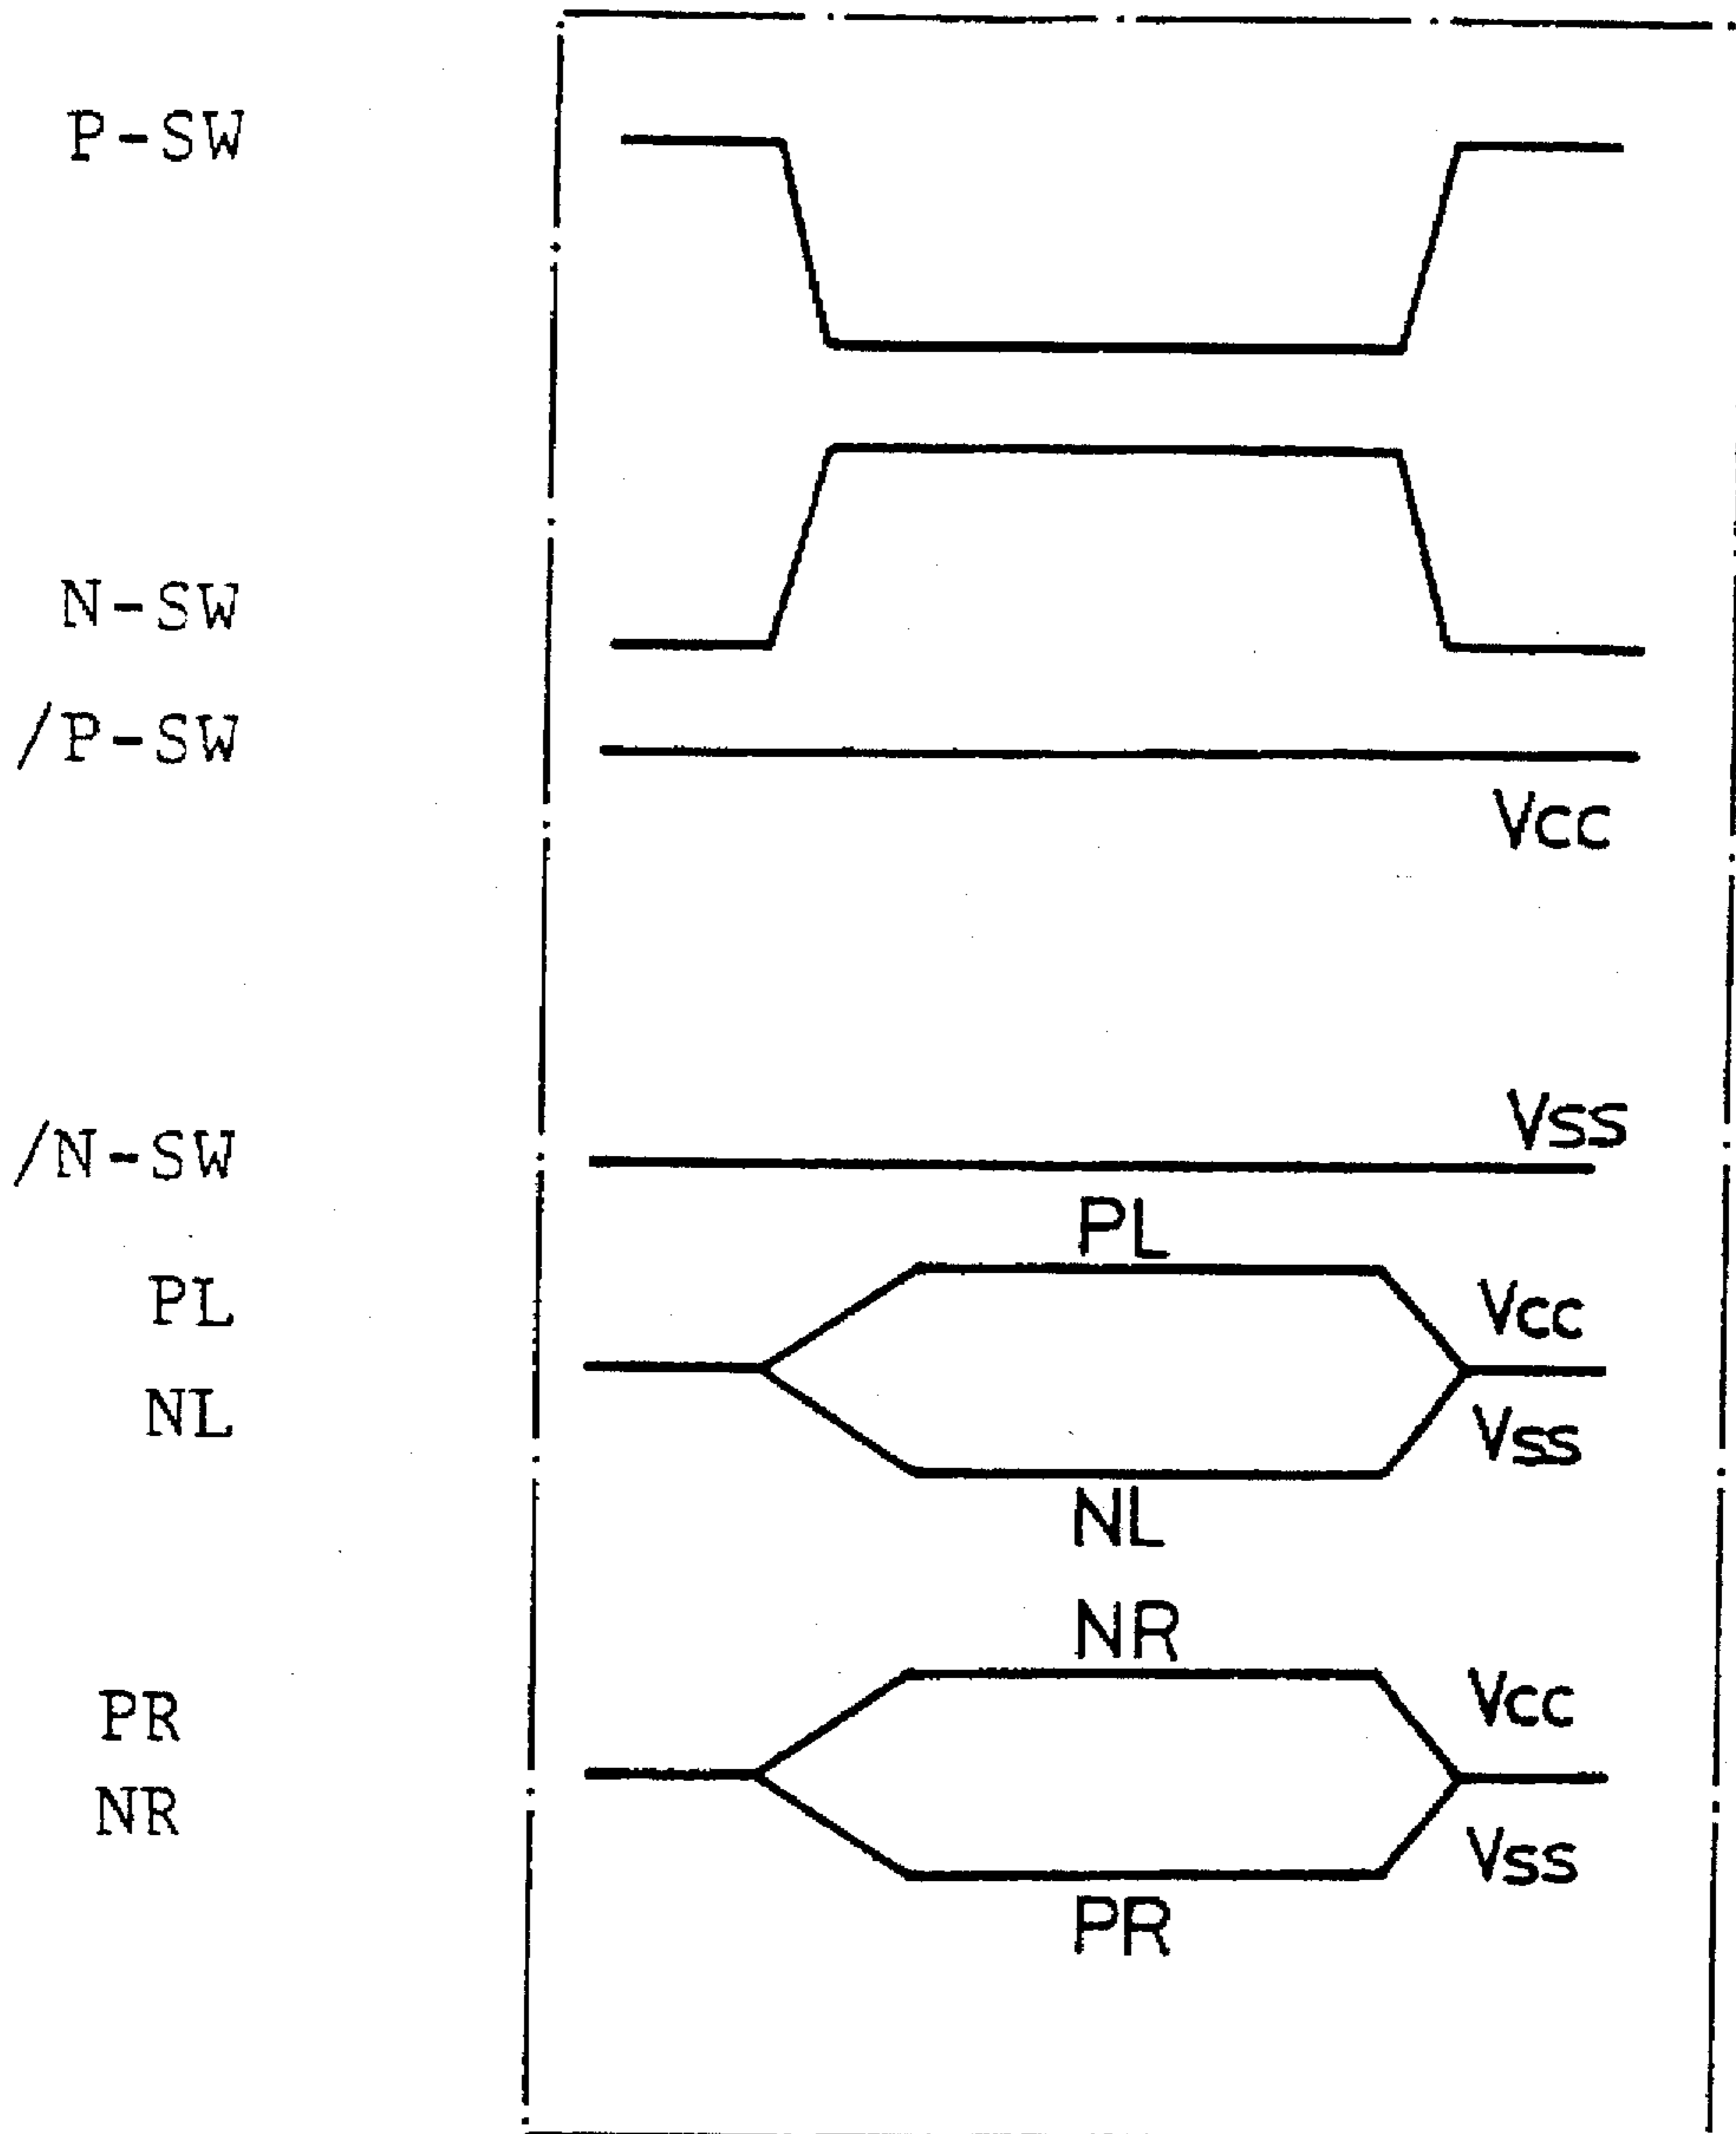 P-SW
N-SW
/P-SW
Vcc
Vss
/N-SW
PL
PL
Vcc
NL
Vss
NL
NR
PR
Vcc
NR
Vss
PR